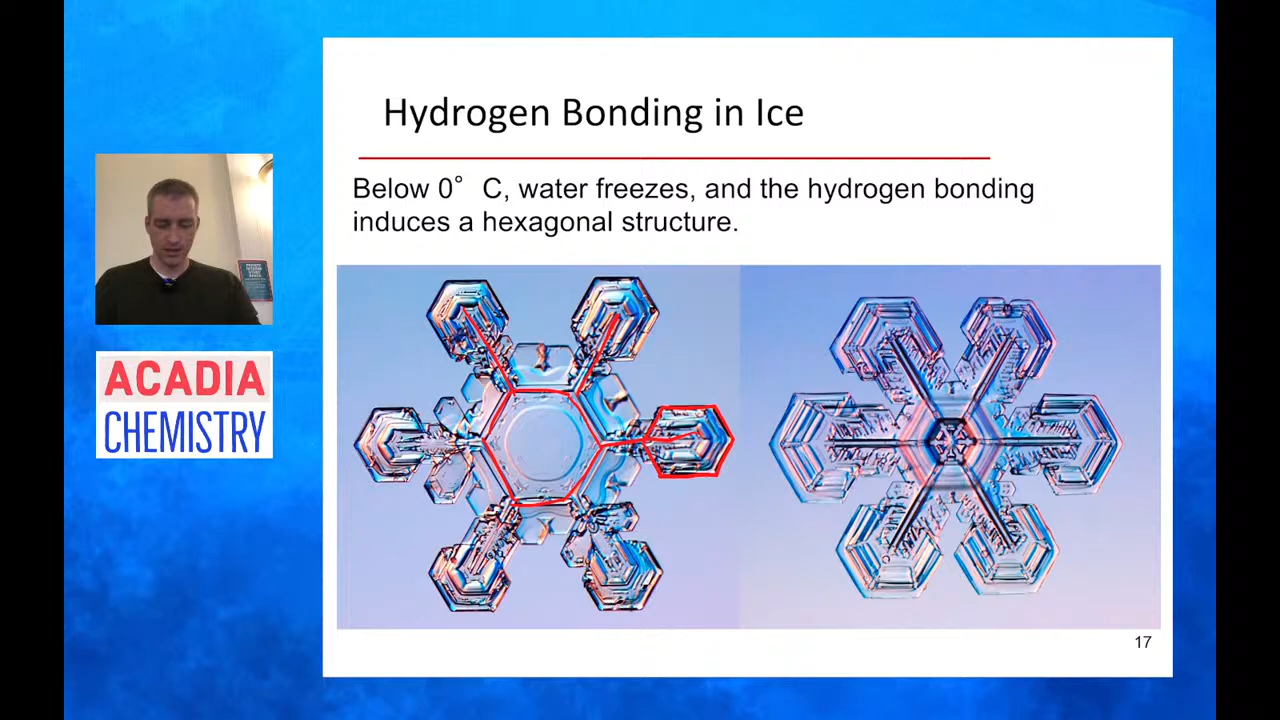 Hydrogen Bonding in Ice
Below 0° C, water freezes, and the hydrogen bonding
induces a hexagonal structure.
ACADIA
CHEMISTRY
17